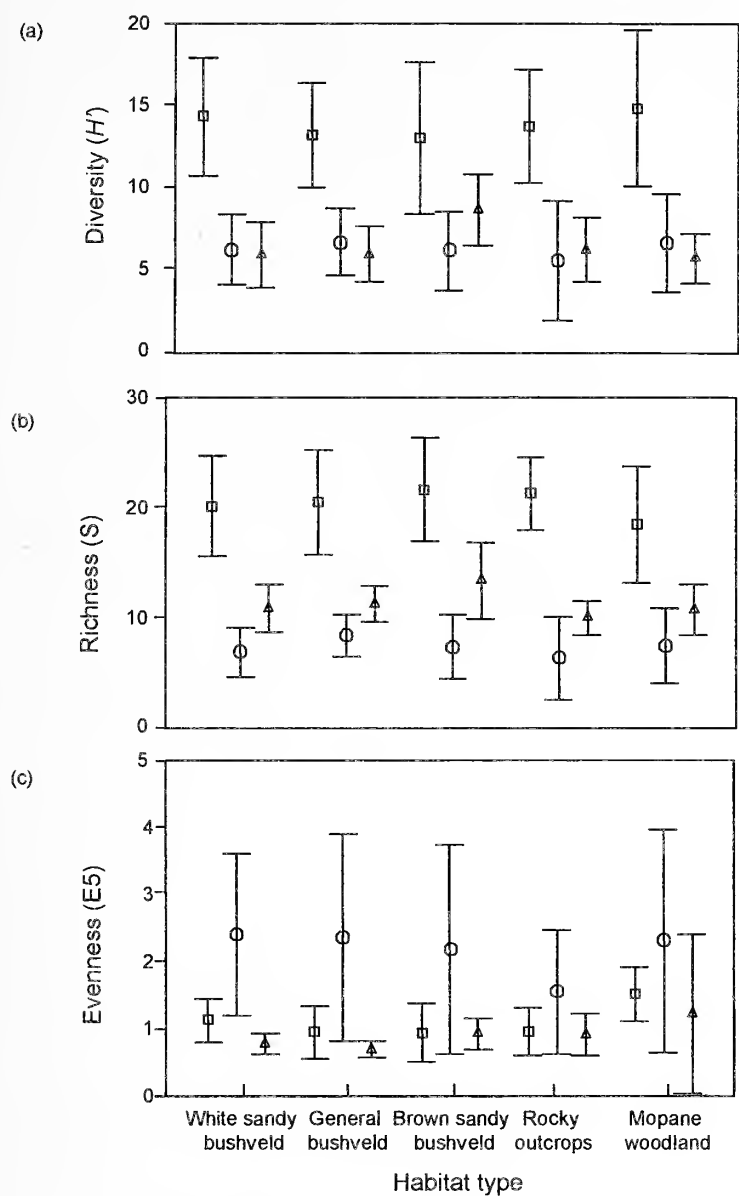 (a)
Diversity (H')
20
15
10
5
0
(b)
Richness (S)
30
20
10
0
(c)
Evenness (E5)
5
4
3
2
1
0
White sandy
bushveld
General
bushveld
Brown sandy
bushveld
Rocky
outcrops
Mopane
woodland
Habitat type